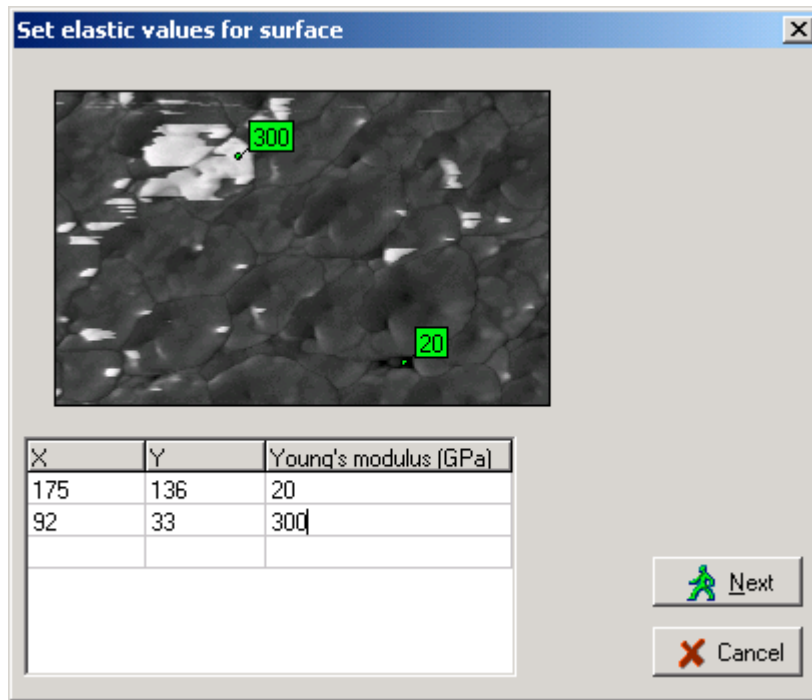 Set elastic values for surface
300
20
X Y Young's modulus (GPa)
175 136 20
92 33 300
Next
Cancel